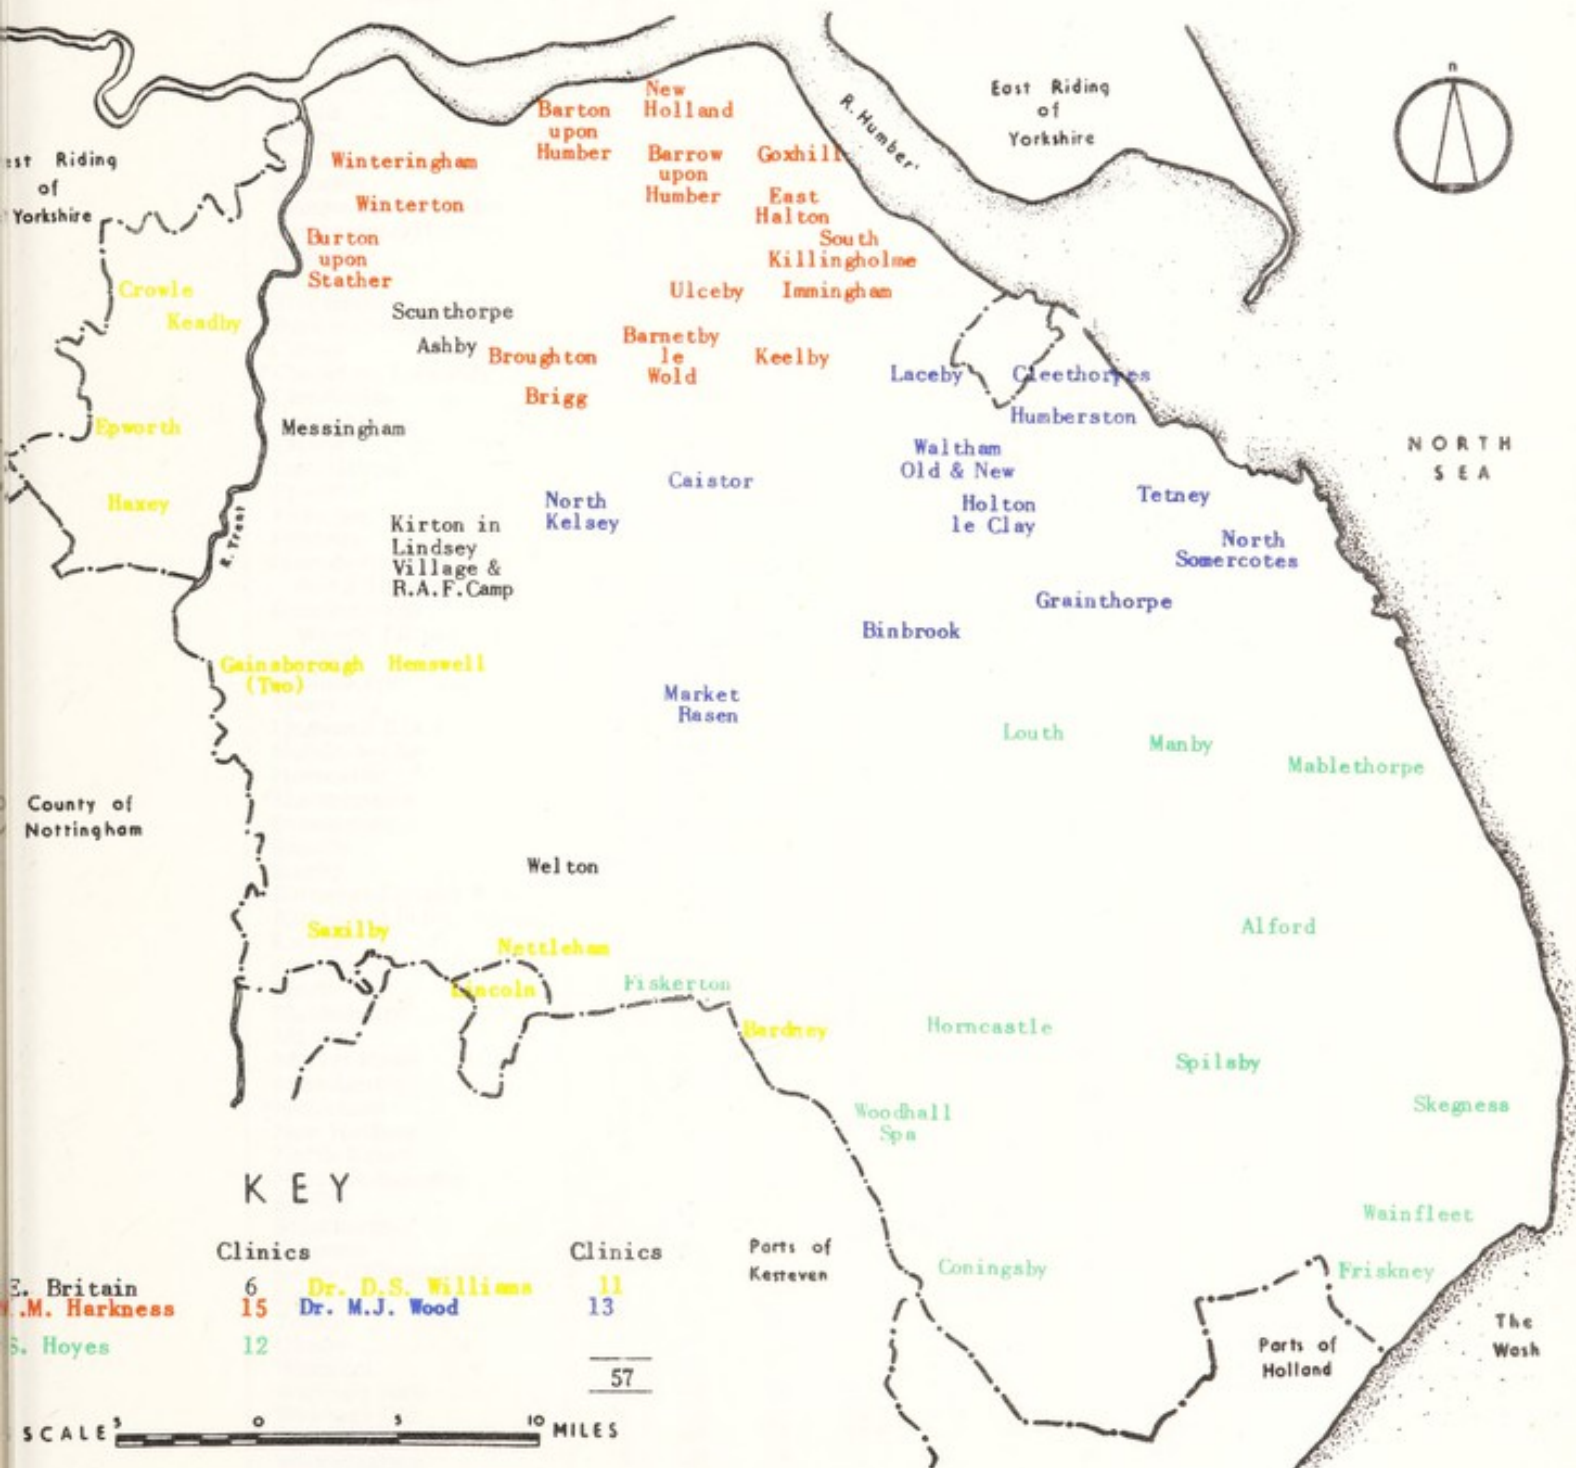 n
East Riding
of
Yorkshire
R. Humber
New
Holland
Barton
upon
Humber
Barrow
upon
Humber
Goxhill
Riding
of
Yorkshire
Winteringham
Winterton
East
Halton
Burton
upon
Stather
South
Killingholme
Crowle
Keadby
Ulceby
Immingham
Scunthorpe
Ashby
Broughton
Barnetby
le
Wold
Keelby
Brigg
Laceby
Cleethorpes
Humberston
Epworth
Messingham
NORTH
SEA
Waltham
Old & New
Caistor
Haxey
North
Kelsey
Holton
le Clay
Tetney
R. Trent
Kirton in
Lindsey
Village &
R.A.F.Camp
North
Somercotes
Grainthorpe
Binbrook
Gainsborough
(Two)
Hemswell
Market
Rasen
Louth
Manby
Mablethorpe
County of
Nottingham
Welton
Saxilby
Nettleham
Lincoln
Fiskerton
Bardney
Alford
Horncastle
Spilsby
Skegness
Woodhall
Spa
Wainfleet
Coningsby
Friskney
Parts of
Kesteven
Parts of
Holland
The
Wash
KEY
Clinics Clinics
E. Britain 6 Dr. D.S. Williams 11
.M. Harkness 15 Dr. M.J. Wood 13
S. Hoyes 12
57
SCALE 5 0 5 10 MILES